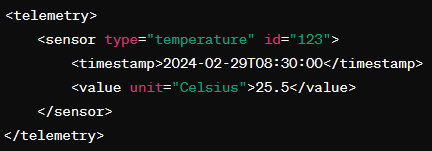 <telemetry>
    <sensor type="temperature" id="123">
        <timestamp>2024-02-29T08:30:00</timestamp>
        <value unit="Celsius">25.5</value>
    </sensor>
</telemetry>